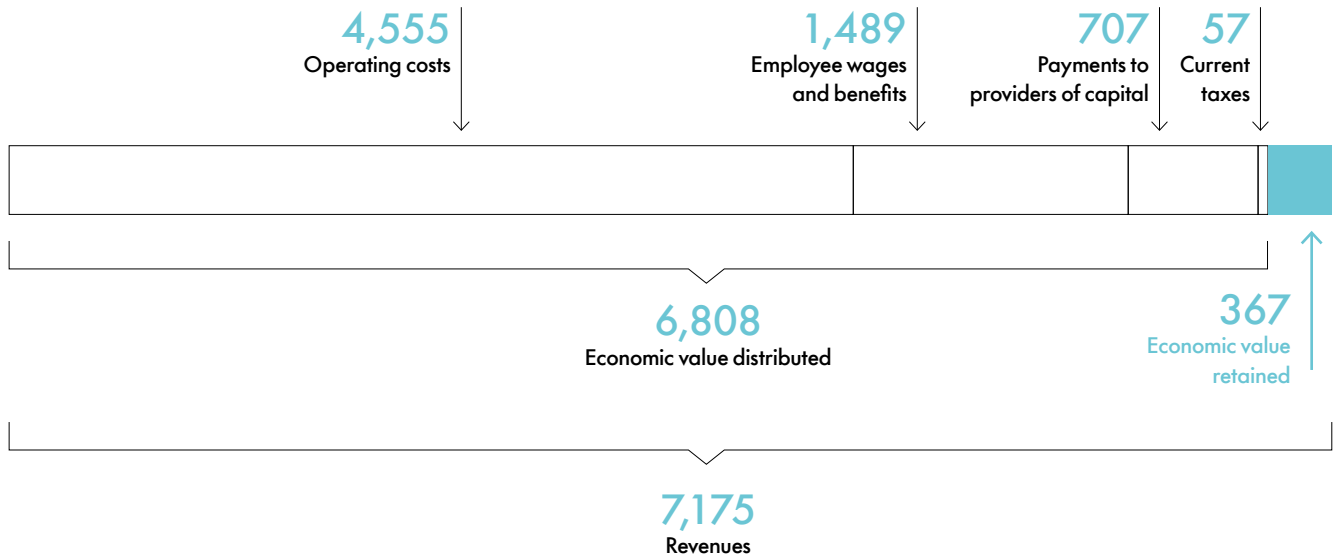 4,555
Operating costs
1,489
Employee wages
and benefits
707
Payments to
providers of capital
57
Current
taxes
6,808
Economic value distributed
367
Economic value
retained
7,175
Revenues